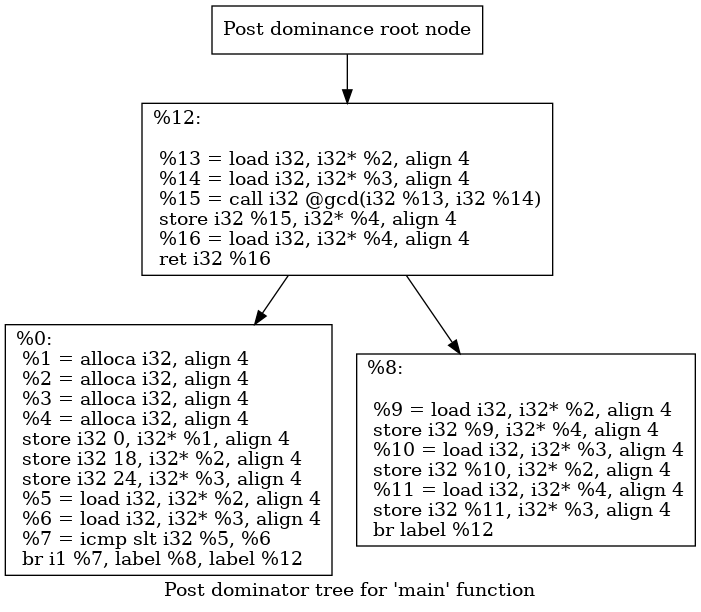 Post dominance root node
%12:
%13 = load i32, i32* %2, align 4
%14 = load i32, i32* %3, align 4
%15 = call i32 @gcd(i32 %13, i32 %14)
store i32 %15, i32* %4, align 4
%16 = load i32, i32* %4, align 4
ret i32 %16
%0:
%1 = alloca i32, align 4
%2 = alloca i32, align 4
%3 = alloca i32, align 4
%4 = alloca i32, align 4
store i32 0, i32* %1, align 4
store i32 18, i32* %2, align 4
store i32 24, i32* %3, align 4
%5 = load i32, i32* %2, align 4
%6 = load i32, i32* %3, align 4
%7 = icmp slt i32 %5, %6
br i1 %7, label %8, label %12
%8:
%9 = load i32, i32* %2, align 4
store i32 %9, i32* %4, align 4
%10 = load i32, i32* %3, align 4
store i32 %10, i32* %2, align 4
%11 = load i32, i32* %4, align 4
store i32 %11, i32* %3, align 4
br label %12
Post dominator tree for 'main' function